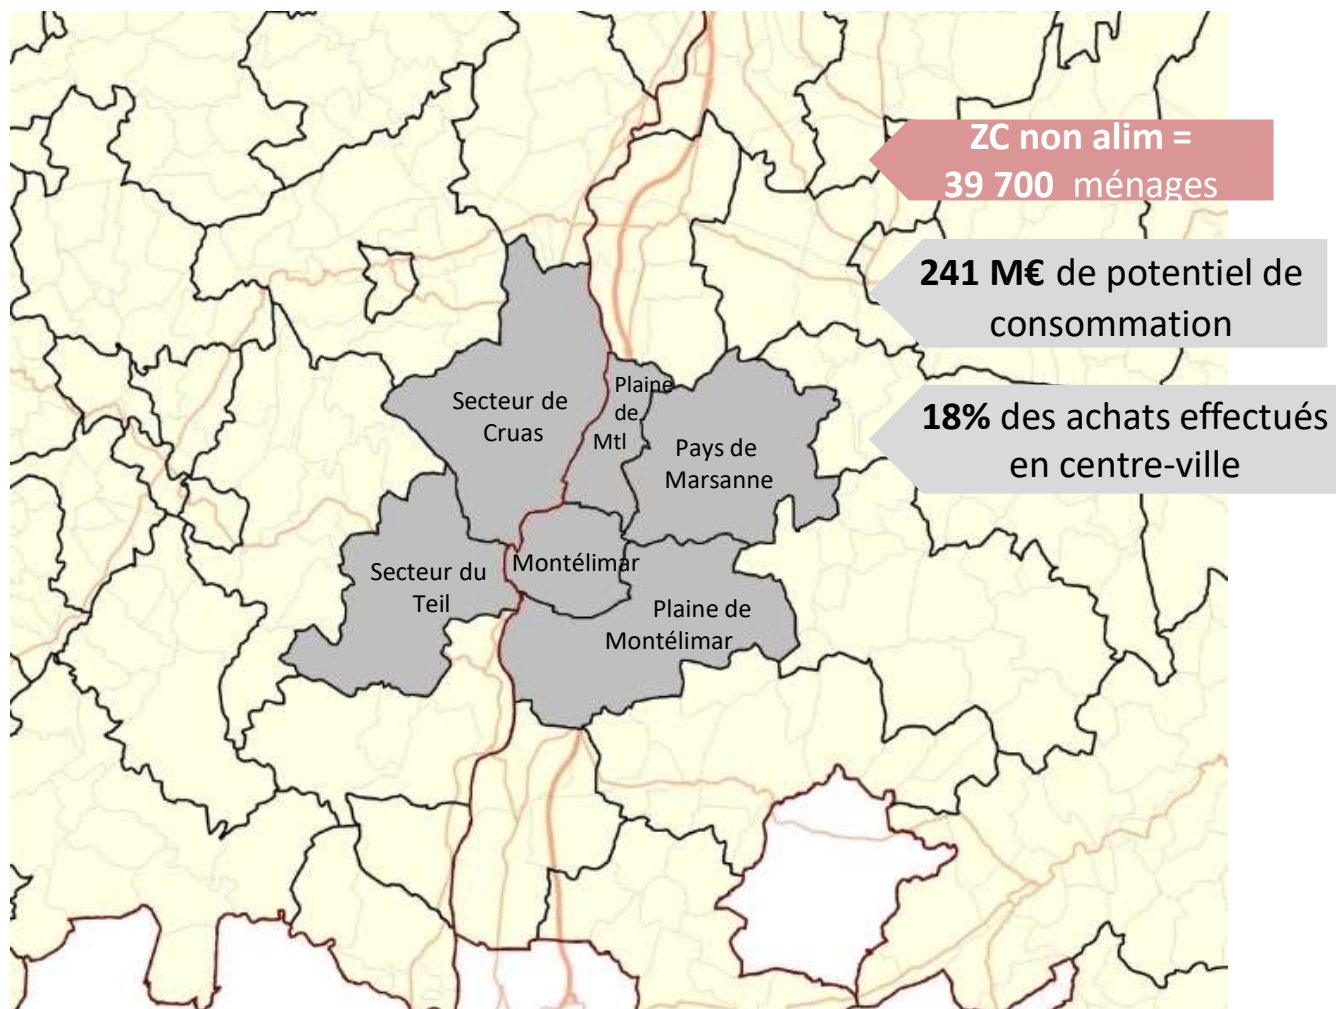 ZC non alim =
39 700 ménages
241 M€ de potentiel de
consommation
18% des achats effectués
en centre-ville
Secteur de
Cruas
Plaine
de
Mtl
Pays de
Marsanne
Montélimar
Secteur du
Teil
Plaine de
Montélimar